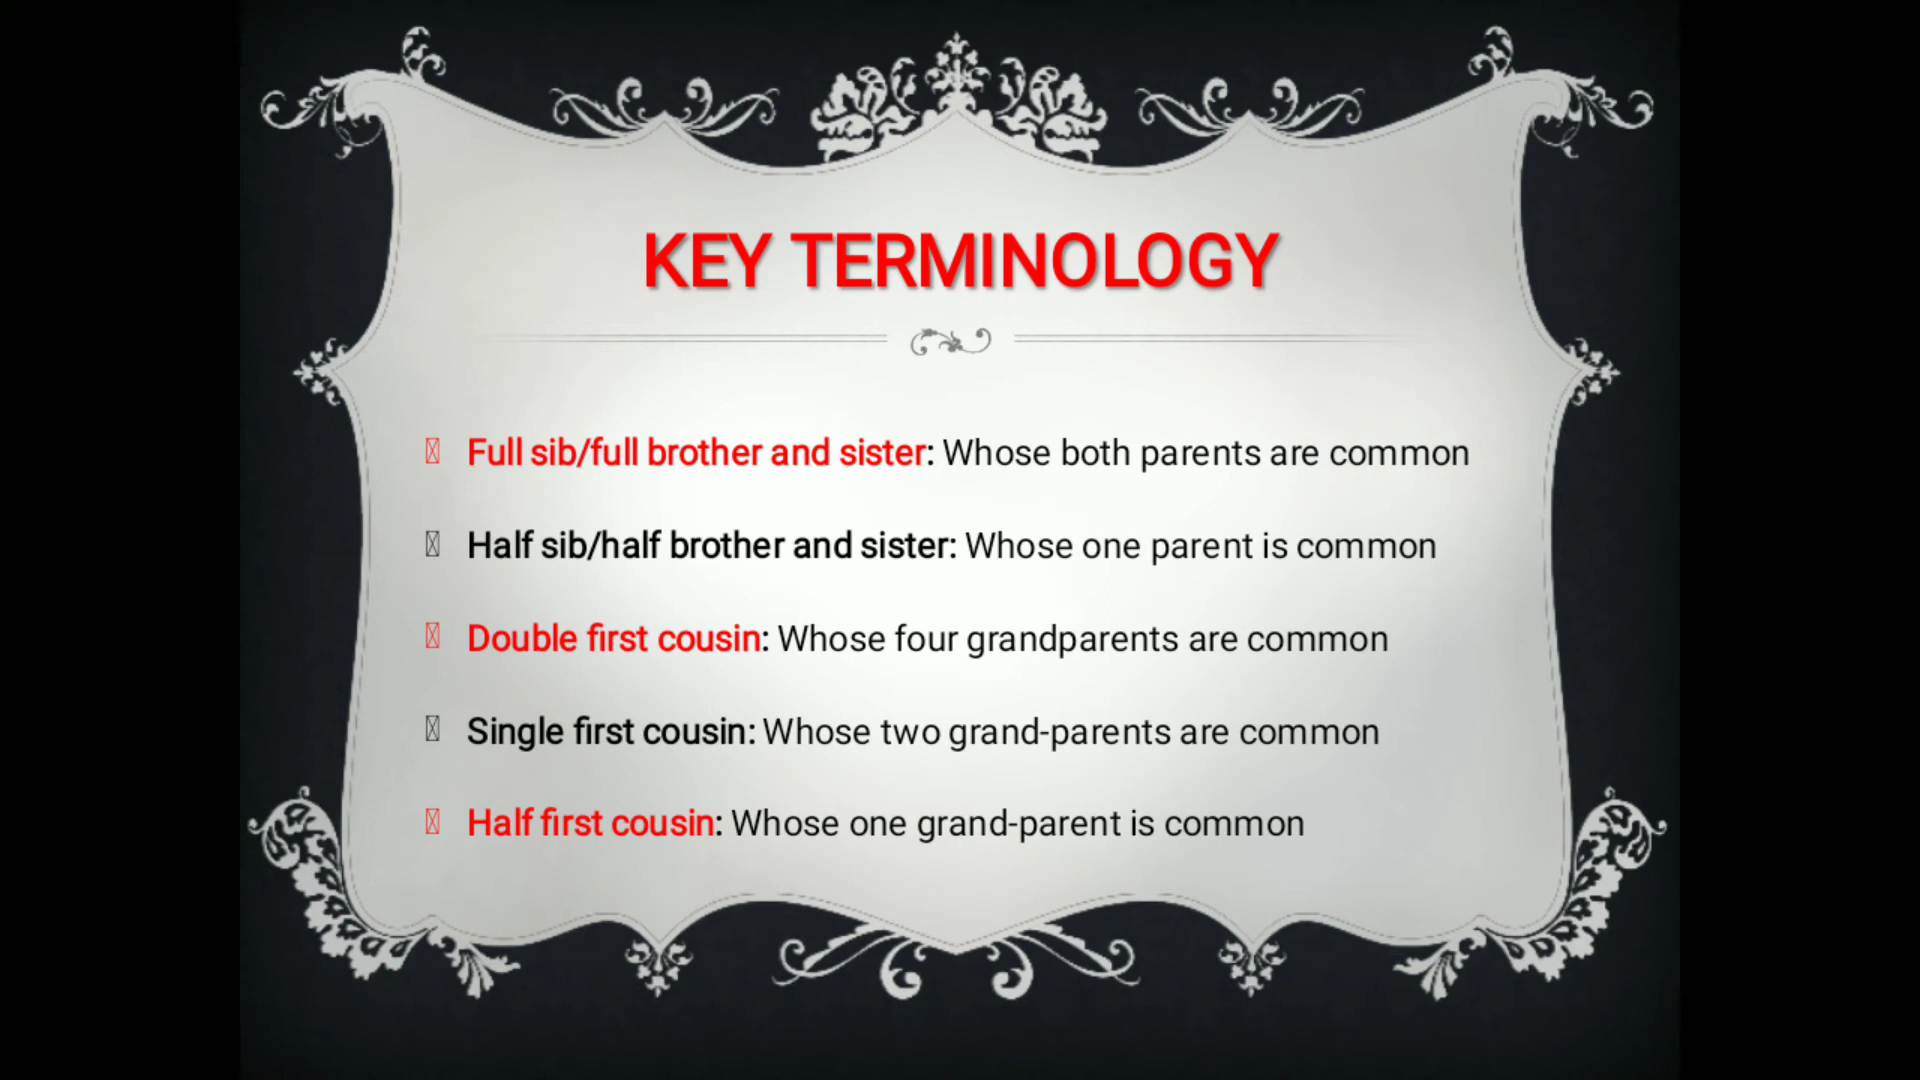 KEY TERMINOLOGY
Full sib/full brother and sister: Whose both parents are common
Half sib/half brother and sister: Whose one parent is common
Double first cousin: Whose four grandparents are common
Single first cousin: Whose two grand-parents are common
Half first cousin: Whose one grand-parent is common